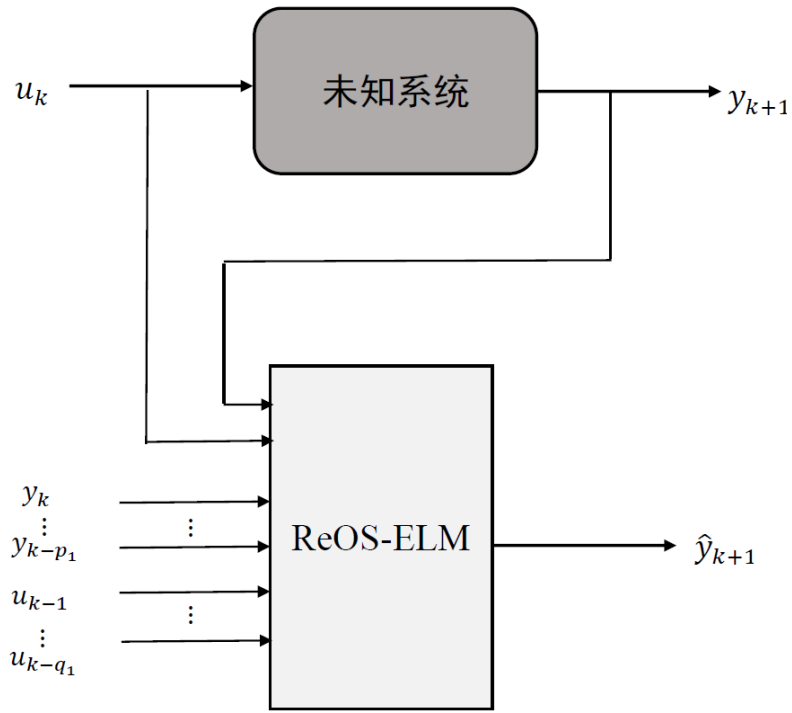 u_k
未知系统
y_{k+1}
y_k
⋮
⋮
y_{k-p_1}
ReOS-ELM
ŷ_{k+1}
u_{k-1}
⋮
⋮
u_{k-q_1}